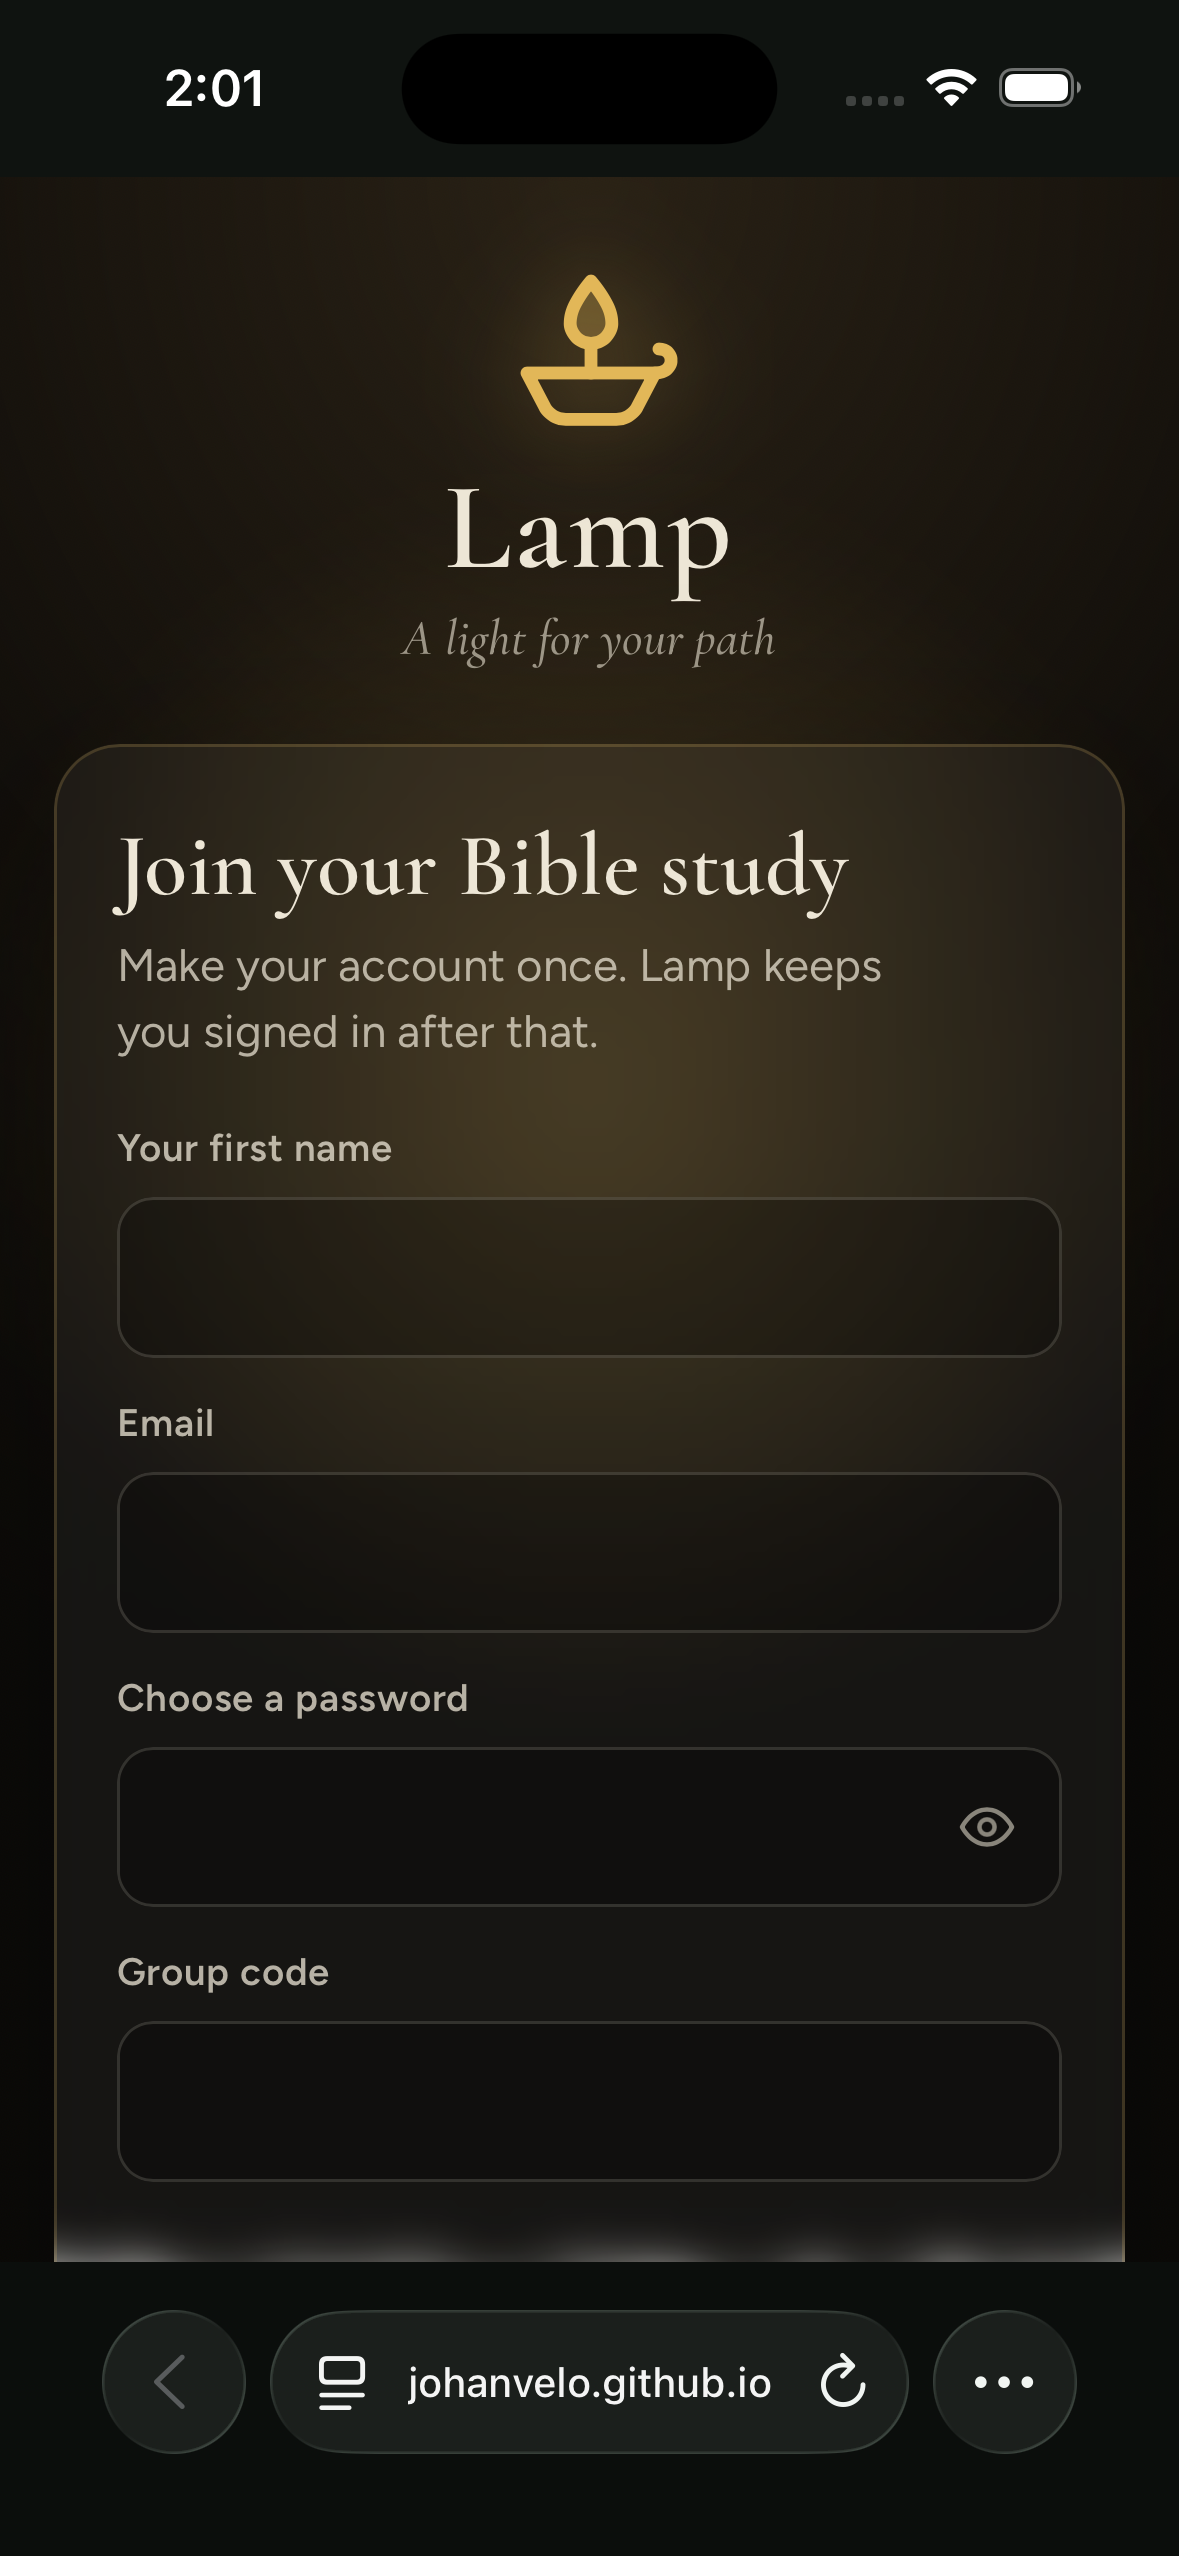 2:01
Lamp
A light for your path
Join your Bible study
Make your account once. Lamp keeps
you signed in after that.
Your first name
Email
Choose a password
Group code
johanvelo.github.io